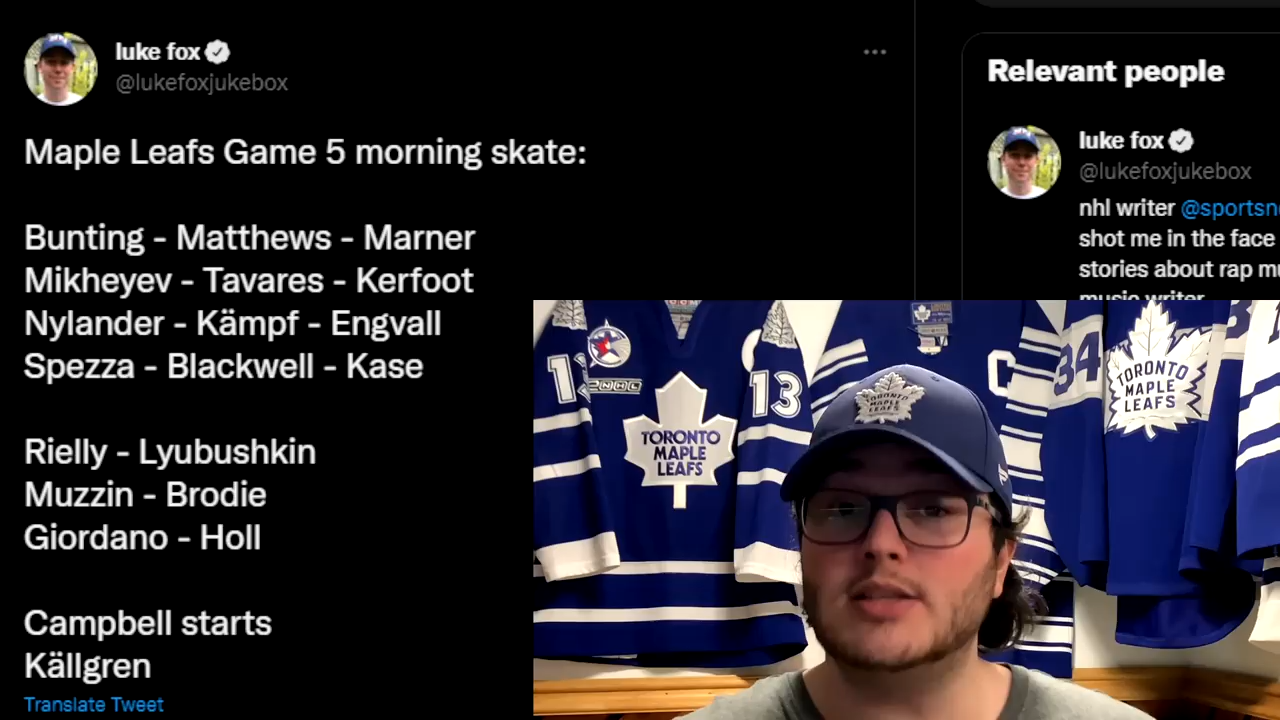 luke fox
@lukefoxjukebox
Maple Leafs Game 5 morning skate:
Bunting - Matthews - Marner
Mikheyev - Tavares - Kerfoot
Nylander - Kämpf - Engvall
Spezza - Blackwell - Kase
Rielly - Lyubushkin
Muzzin - Brodie
Giordano - Holl
Campbell starts
Källgren
Translate Tweet
Relevant people
luke fox
@lukefoxjukebox
nhl writer @sportsn
shot me in the face
stories about rap m
music writer
13
TORONTO
MAPLE
LEAFS
C
34
TORONTO
MAPLE
LEAFS
TORONTO
MAPLE
LEAFS